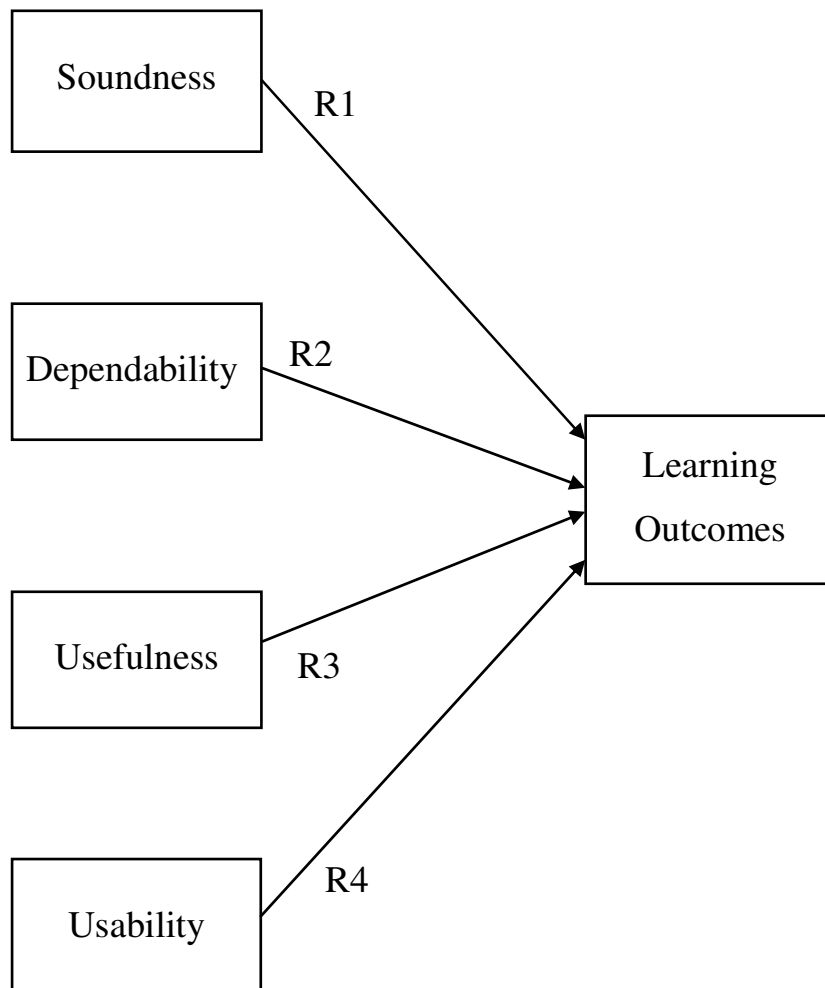 Soundness
R1
Dependability
R2
Learning
Outcomes
Usefulness
R3
Usability
R4